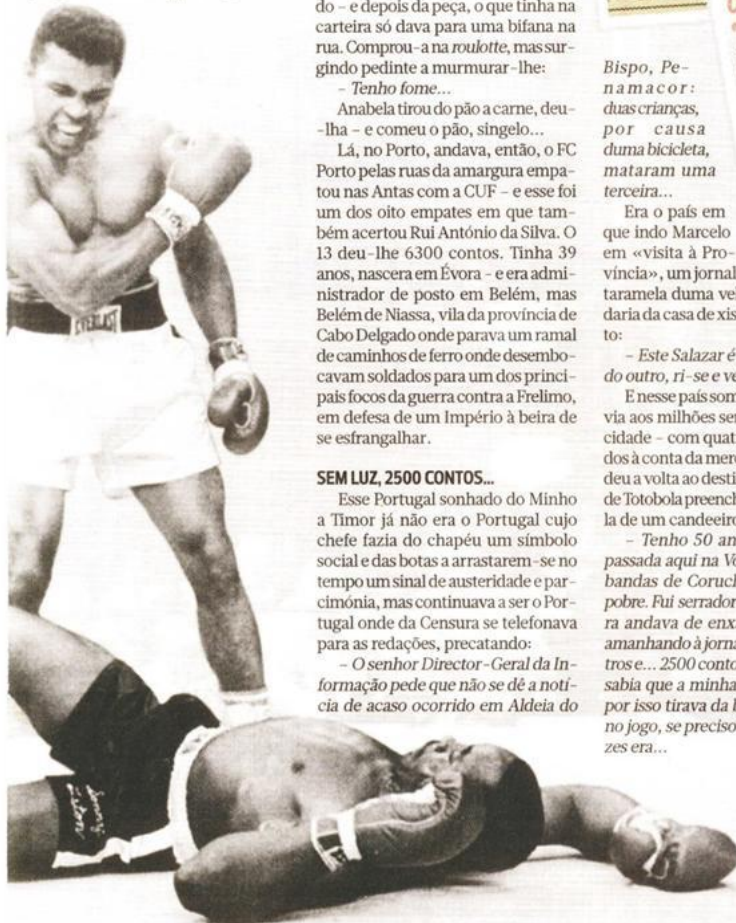 do – e depois da peça, o que tinha na
carteira só dava para uma bifana na
rua. Comprou-a na roulotte, mas sur-
gindo pedinte a murmurar-lhe:
– Tenho fome...
Anabela tirou do pão a carne, deu-
-lha – e comeu o pão, singelo...
Lá, no Porto, andava, então, o FC
Porto pelas ruas da amargura empa-
tou nas Antas com a CUF – e esse foi
um dos oito empates em que tam-
bém acertou Rui António da Silva. O
13 deu-lhe 6300 contos. Tinha 39
anos, nascera em Évora – e era admi-
nistrador de posto em Belém, mas
Belém de Niassa, vila da província de
Cabo Delgado onde parava um ramal
de caminhos de ferro onde desembo-
cavam soldados para um dos princi-
pais focos da guerra contra a Frelimo,
em defesa de um Império à beira de
se esfrangalhar.
SEM LUZ, 2500 CONTOS...
Esse Portugal sonhado do Minho
a Timor já não era o Portugal cujo
chefe fazia do chapéu um símbolo
social e das botas a arrastarem-se no
tempo um sinal de austeridade e par-
cimónia, mas continuava a ser o Por-
tugal onde da Censura se telefonava
para as redações, precatando:
– O senhor Director-Geral da In-
formação pede que não se dê a notí-
cia de acaso ocorrido em Aldeia do
Bispo, Pe-
namacor:
duas crianças,
por causa
duma bicicleta,
mataram uma
terceira...
Era o país em
que indo Marcelo
em «visita à Pro-
víncia», um jornal
taramela duma vel
daria da casa de xis
to:
– Este Salazar é
do outro, ri-se e ve
E nesse país som
via aos milhões ser
cidade – com quat
dos à conta da mer
deu a volta ao desti
de Totobola preench
la de um candeeiro
– Tenho 50 an
passada aqui na Vo
bandas de Coruch
pobre. Fui serrador
ra andava de enx
amanhando à jorna
tros e... 2500 conto
sabia que a minha
por isso tirava da b
no jogo, se preciso
zes era...
EVERLAST